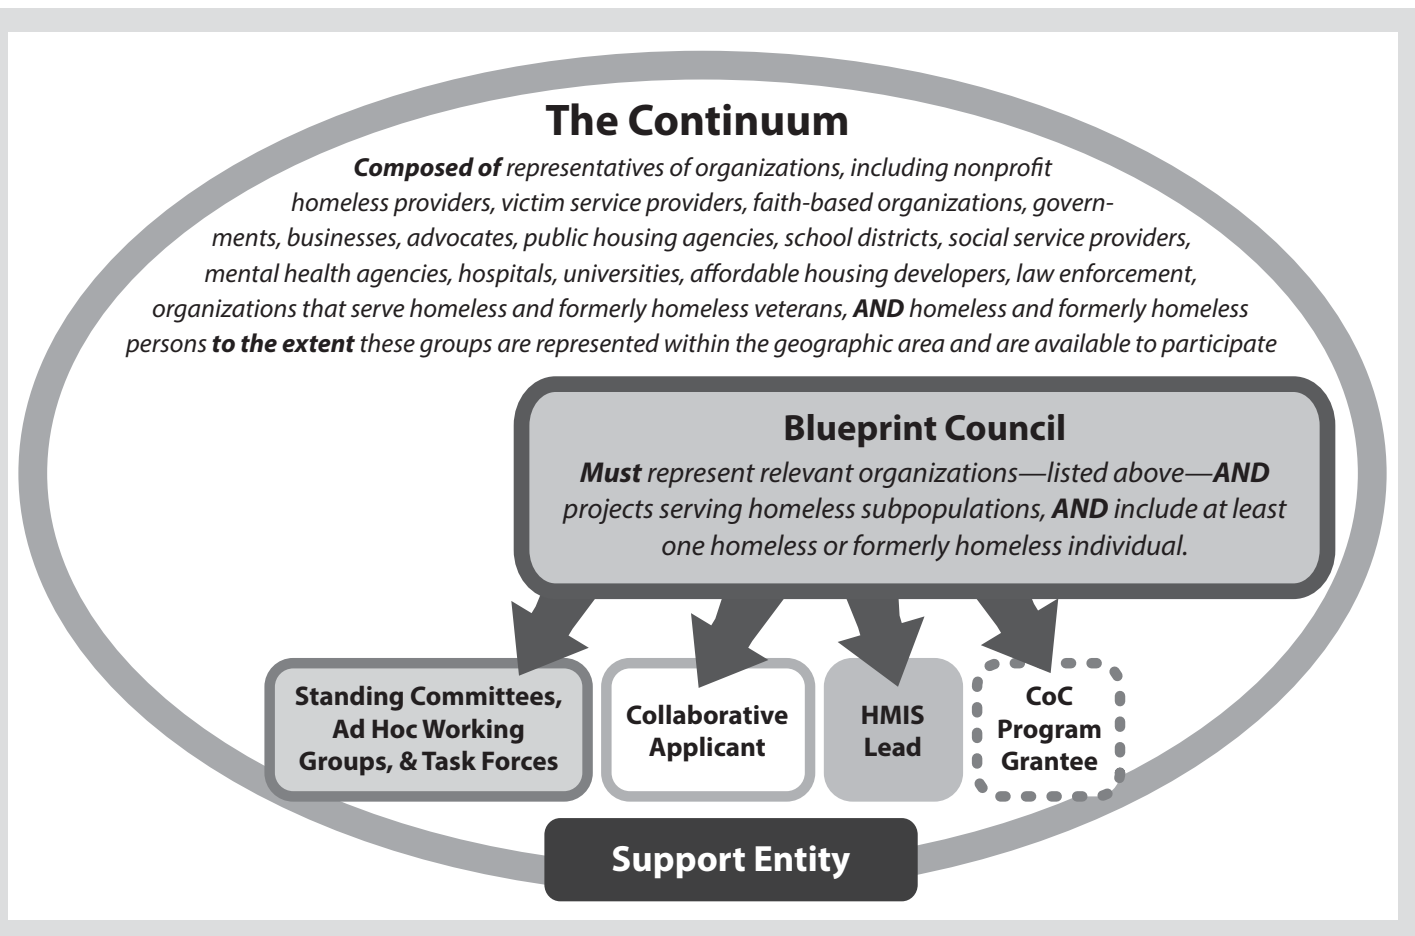 The Continuum
Composed of representatives of organizations, including nonprofit
homeless providers, victim service providers, faith-based organizations, govern-
ments, businesses, advocates, public housing agencies, school districts, social service providers,
mental health agencies, hospitals, universities, affordable housing developers, law enforcement,
organizations that serve homeless and formerly homeless veterans, AND homeless and formerly homeless
persons to the extent these groups are represented within the geographic area and are available to participate
Blueprint Council
Must represent relevant organizations—listed above—AND
projects serving homeless subpopulations, AND include at least
one homeless or formerly homeless individual.
Standing Committees,
Ad Hoc Working
Groups, & Task Forces
Collaborative
Applicant
HMIS
Lead
CoC
Program
Grantee
Support Entity